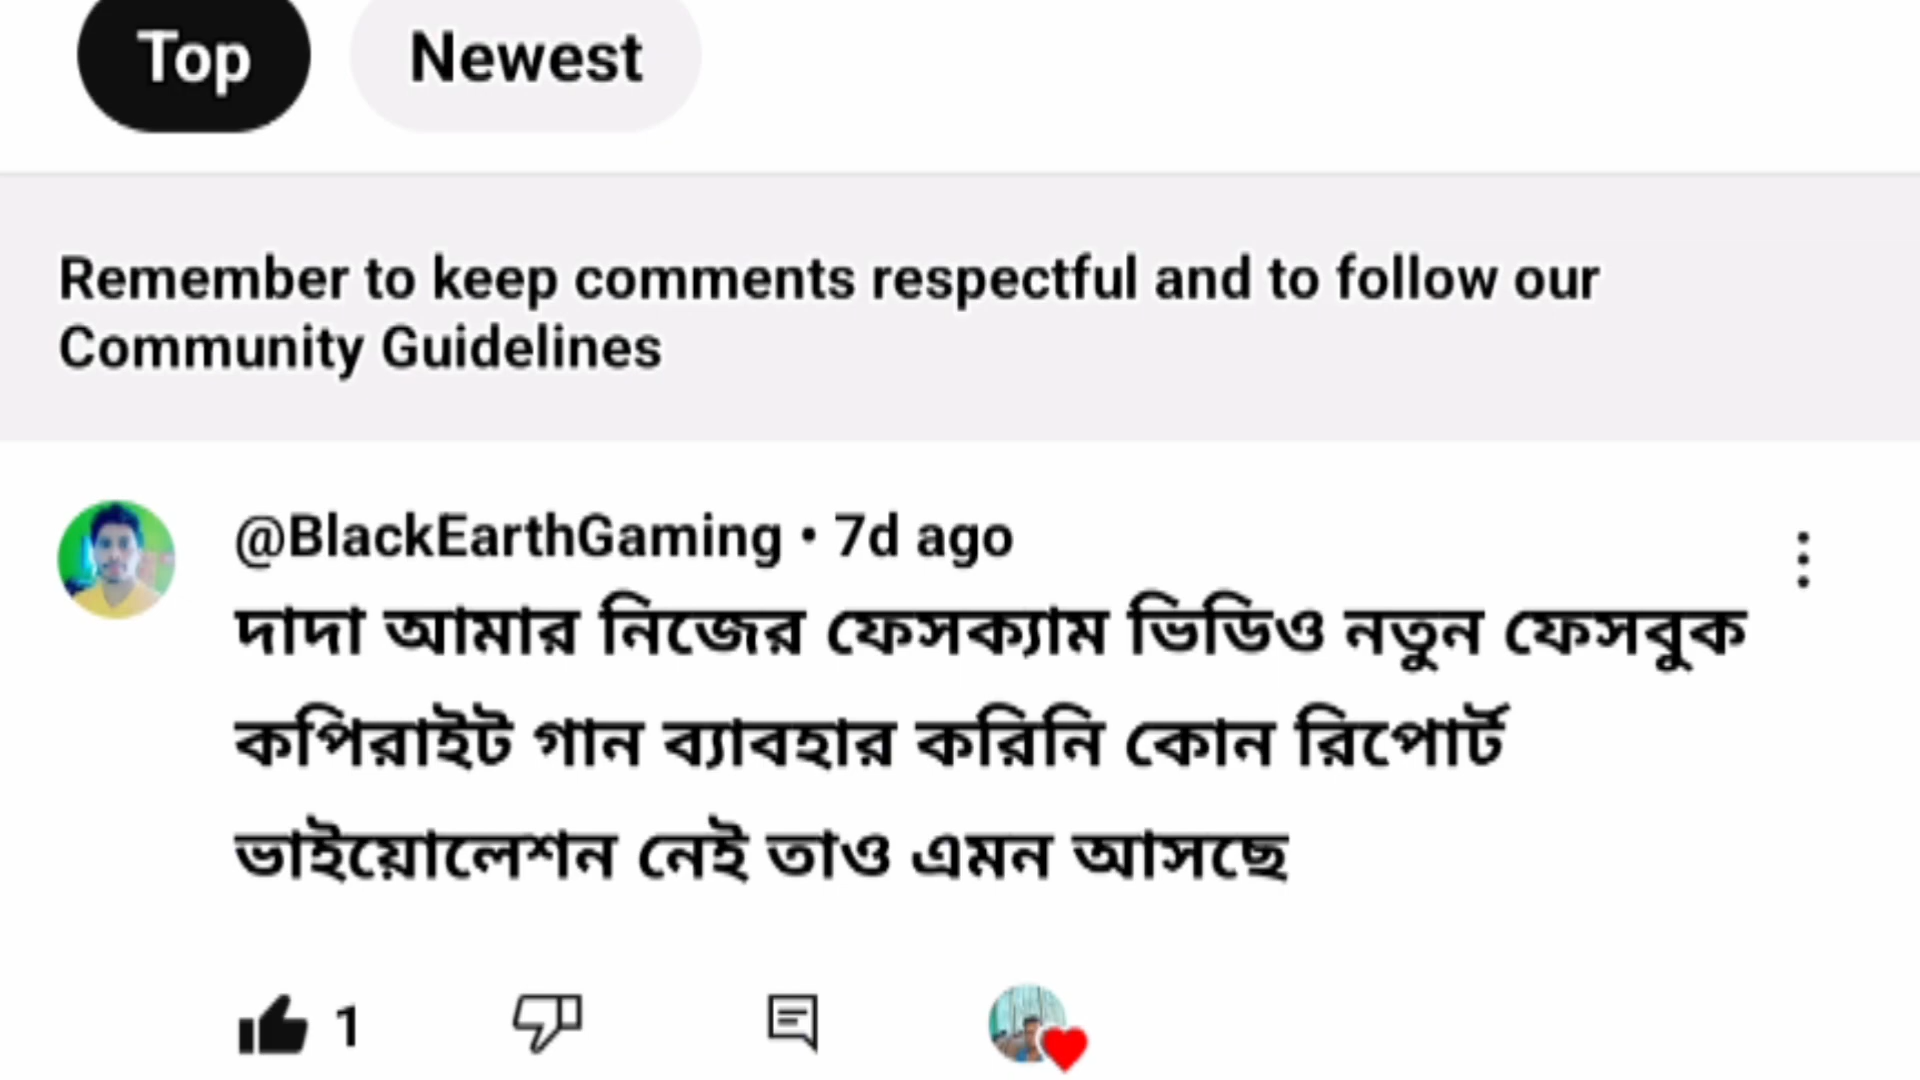 Top
Newest
Remember to keep comments respectful and to follow our
Community Guidelines
@BlackEarthGaming • 7d ago
দাদা আমার নিজের ফেসক্যাম ভিডিও নতুন ফেসবুক
কপিরাইট গান ব্যাবহার করিনি কোন রিপোর্ট
ভাইয়োলেশন নেই তাও এমন আসছে
1